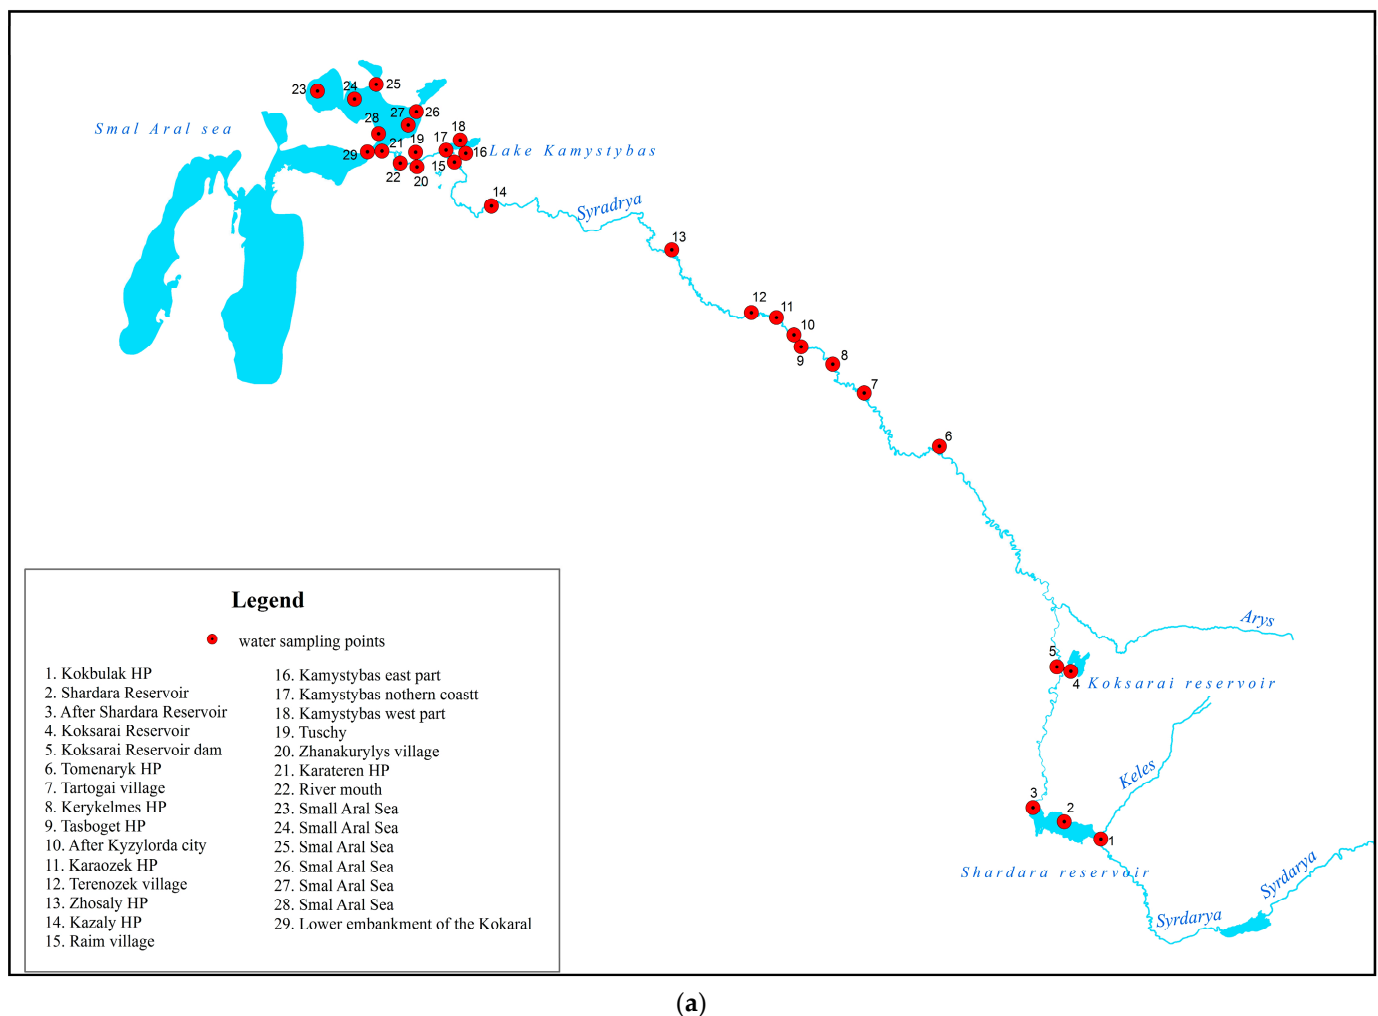 23
24
25
Smal Aral sea
28
27
26
29
21
19
17
18
16
Lake Kamystybas
22
20
15
14
Syradrya
13
12
11
10
9
8
7
6
Arys
5
4
Koksarai reservoir
Keles
3
2
1
Shardara reservoir
Syrdarya
Syrdarya
Legend
water sampling points
1. Kokbulak HP
2. Shardara Reservoir
3. After Shardara Reservoir
4. Koksarai Reservoir
5. Koksarai Reservoir dam
6. Tomenaryk HP
7. Tartogai village
8. Kerykelmes HP
9. Tasboget HP
10. After Kyzylorda city
11. Karaozek HP
12. Terenozek village
13. Zhosaly HP
14. Kazaly HP
15. Raim village
16. Kamystybas east part
17. Kamystybas nothern coastt
18. Kamystybas west part
19. Tuschy
20. Zhanakurylys village
21. Karateren HP
22. River mouth
23. Small Aral Sea
24. Small Aral Sea
25. Smal Aral Sea
26. Smal Aral Sea
27. Smal Aral Sea
28. Smal Aral Sea
29. Lower embankment of the Kokaral
(a)